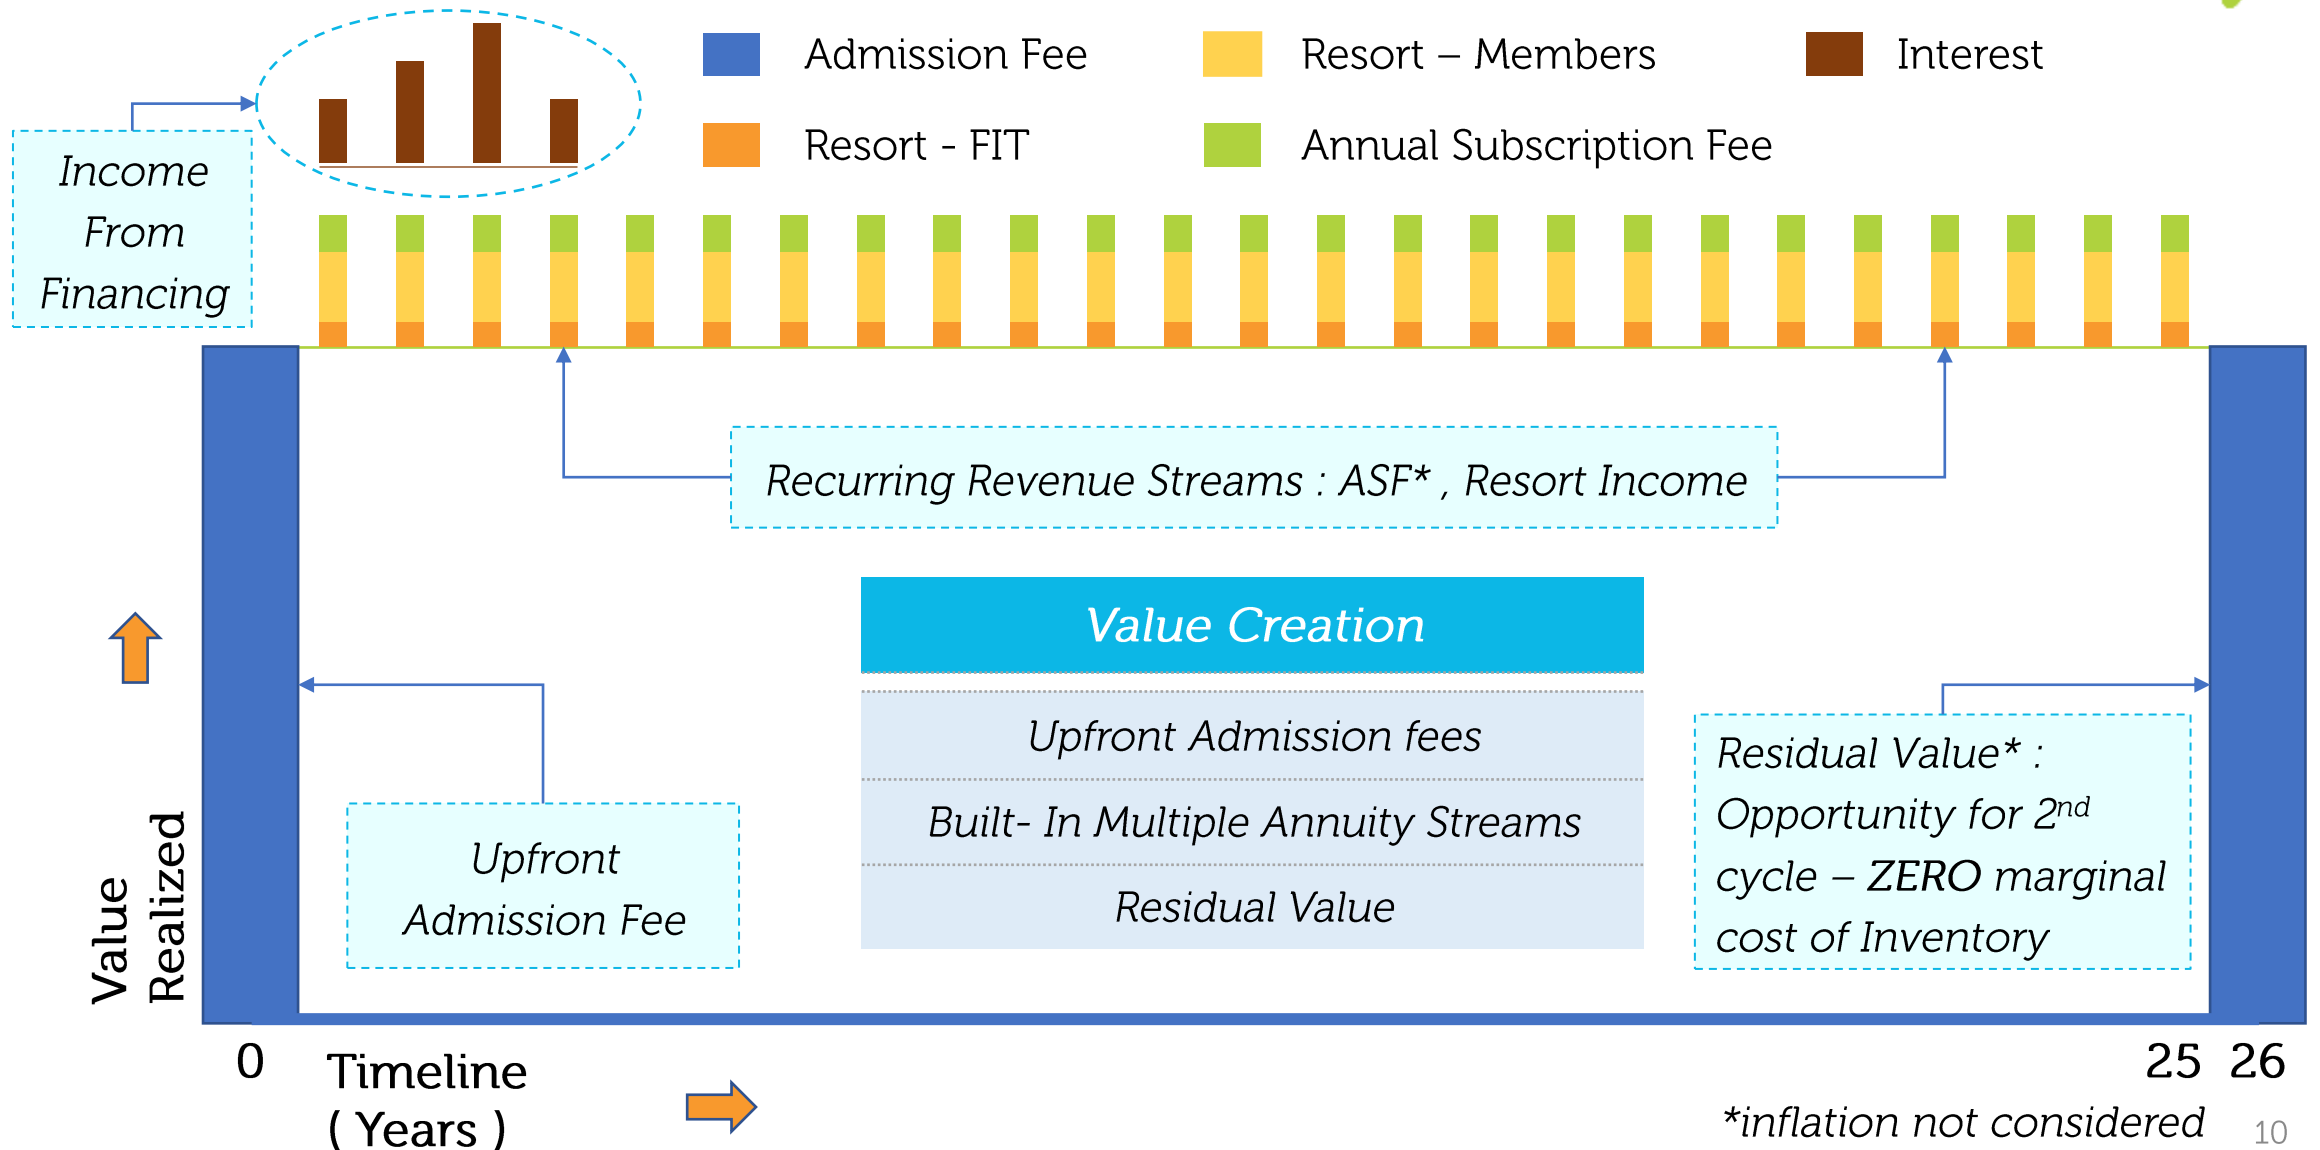 Admission Fee
Resort – Members
Interest
Resort - FIT
Annual Subscription Fee
Income
From
Financing
Recurring Revenue Streams : ASF* , Resort Income
Value Creation
Upfront Admission fees
Built- In Multiple Annuity Streams
Residual Value
Upfront
Admission Fee
Residual Value* :
Opportunity for 2nd
cycle – ZERO marginal
cost of Inventory
Value
Realized
0
Timeline
( Years )
25
26
*inflation not considered
10